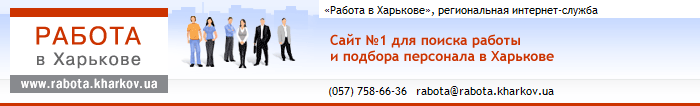 РАБОТА
в Харькове
www.rabota.kharkov.ua
«Работа в Харькове», региональная интернет-служба
Сайт №1 для поиска работы
и подбора персонала в Харькове
(057) 758-66-36 rabota@rabota.kharkov.ua